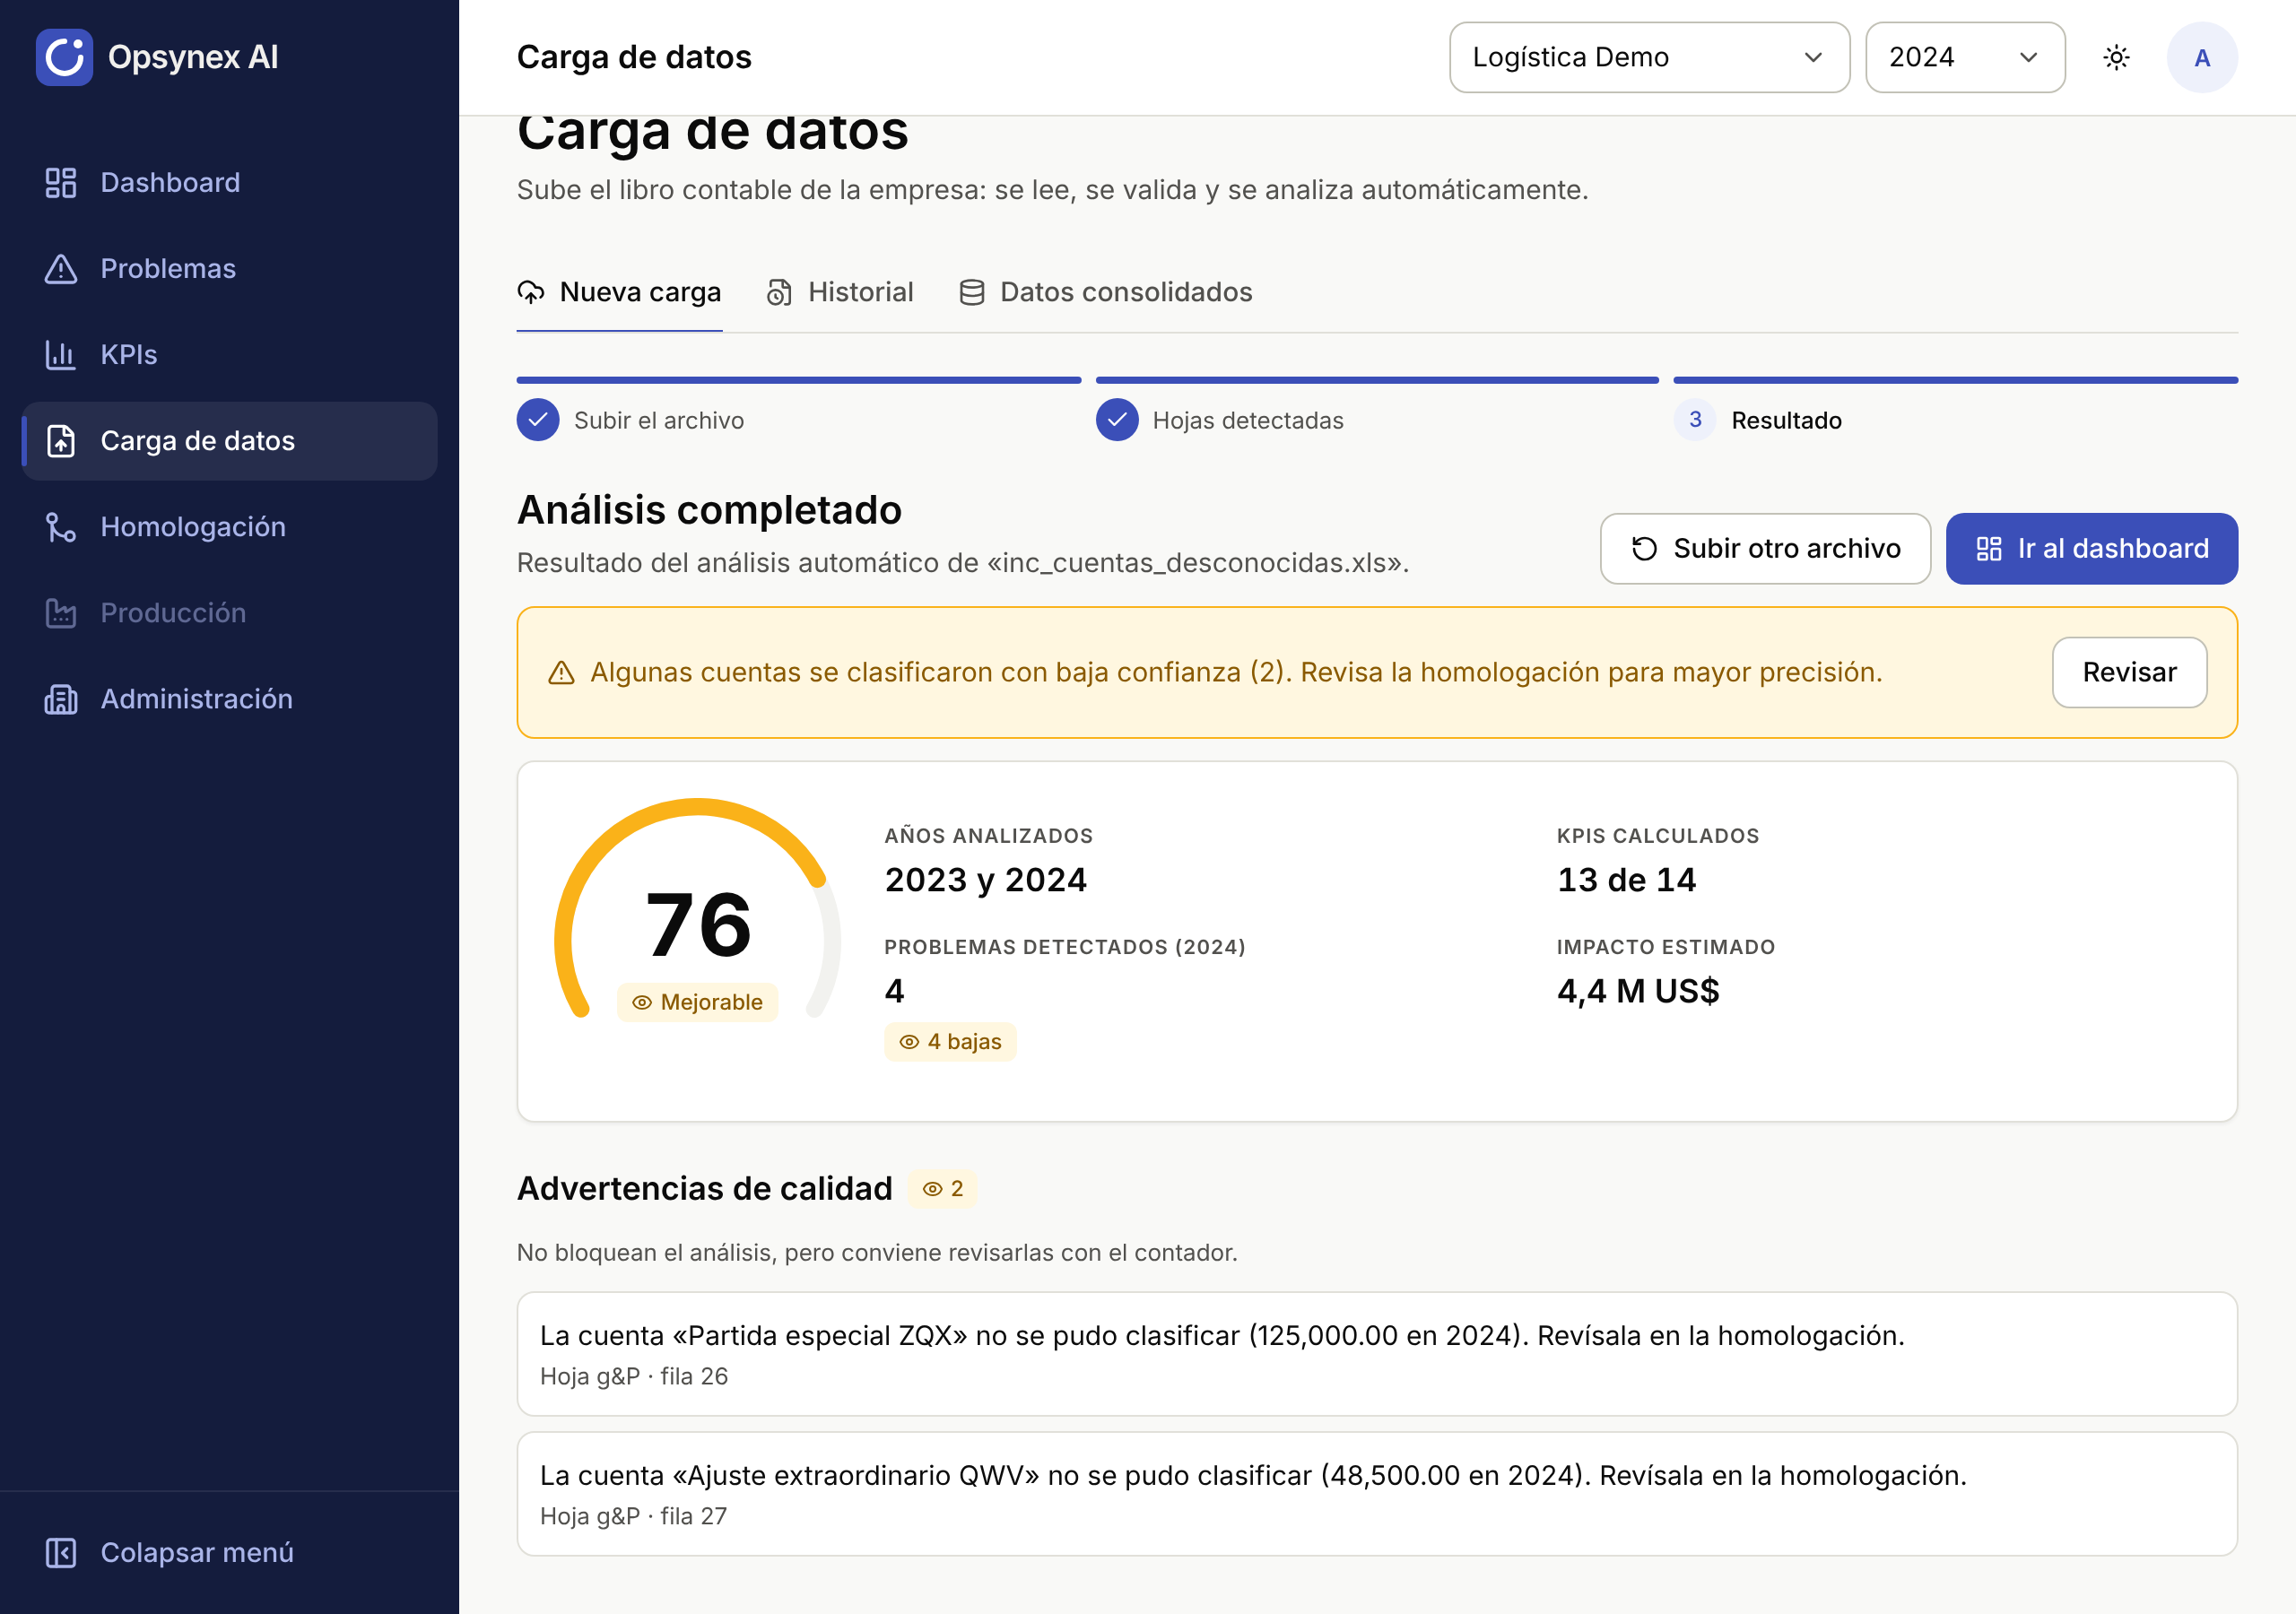 Opsynex AI
Dashboard
Problemas
KPIs
Carga de datos
Homologación
Producción
Administración
Colapsar menú
Carga de datos
Logística Demo
2024
A
Carga de datos
Sube el libro contable de la empresa: se lee, se valida y se analiza automáticamente.
Nueva carga
Historial
Datos consolidados
Subir el archivo
Hojas detectadas
3 Resultado
Análisis completado
Resultado del análisis automático de «inc_cuentas_desconocidas.xls».
Subir otro archivo
Ir al dashboard
Algunas cuentas se clasificaron con baja confianza (2). Revisa la homologación para mayor precisión.
Revisar
76
Mejorable
AÑOS ANALIZADOS
2023 y 2024
KPIS CALCULADOS
13 de 14
PROBLEMAS DETECTADOS (2024)
4
4 bajas
IMPACTO ESTIMADO
4,4 M US$
Advertencias de calidad
2
No bloquean el análisis, pero conviene revisarlas con el contador.
La cuenta «Partida especial ZQX» no se pudo clasificar (125,000.00 en 2024). Revísala en la homologación.
Hoja g&P · fila 26
La cuenta «Ajuste extraordinario QWV» no se pudo clasificar (48,500.00 en 2024). Revísala en la homologación.
Hoja g&P · fila 27